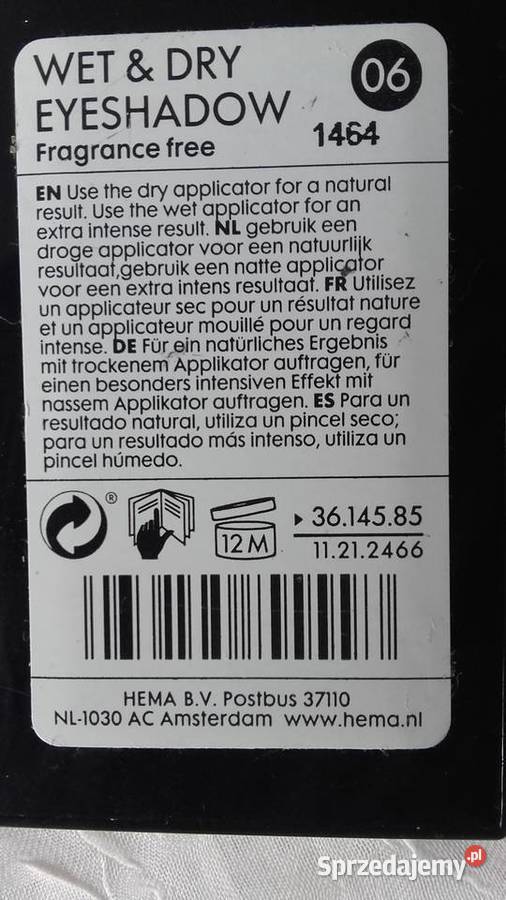 WET & DRY
EYESHADOW
06
Fragrance free
1464
EN Use the dry applicator for a natural
result. Use the wet applicator for an
extra intense result. NL gebruik een
droge applicator voor een natuurlijk
resultaat,gebruik een natte applicator
voor een extra intens resultaat. FR Utilisez
un applicateur sec pour un résultat nature
et un applicateur mouillé pour un regard
intense. DE Für ein natürliches Ergebnis
mit trockenem Applikator auftragen, für
einen besonders intensiven Effekt mit
nassem Applikator auftragen. ES Para un
resultado natural, utiliza un pincel seco;
para un resultado más intenso, utiliza un
pincel húmedo.
®
12 M
36.145.85
11.21.2466
HEMA B.V. Postbus 37110
NL-1030 AC Amsterdam www.hema.nl
Sprzedajemy.pl